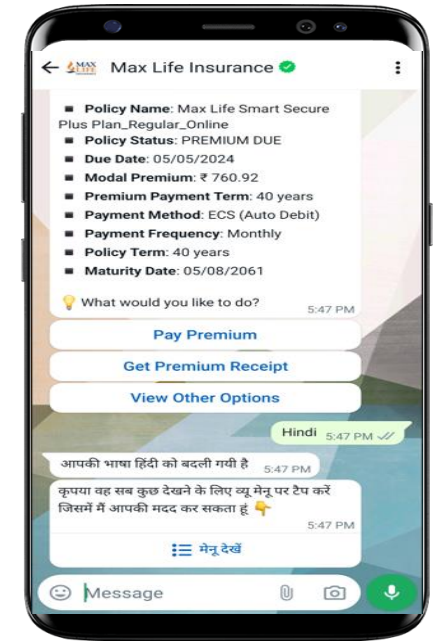 MAX LIFE Max Life Insurance
▪ Policy Name: Max Life Smart Secure
Plus Plan_Regular_Online
▪ Policy Status: PREMIUM DUE
▪ Due Date: 05/05/2024
▪ Modal Premium: ₹ 760.92
▪ Premium Payment Term: 40 years
▪ Payment Method: ECS (Auto Debit)
▪ Payment Frequency: Monthly
▪ Policy Term: 40 years
▪ Maturity Date: 05/08/2061
💡 What would you like to do?
5:47 PM
Pay Premium
Get Premium Receipt
View Other Options
Hindi 5:47 PM
आपकी भाषा हिंदी को बदली गयी है 5:47 PM
कृपया वह सब कुछ देखने के लिए व्यू मेनू पर टैप करें
जिसमें मैं आपकी मदद कर सकता हूं 👇
5:47 PM
मेनू देखें
Message